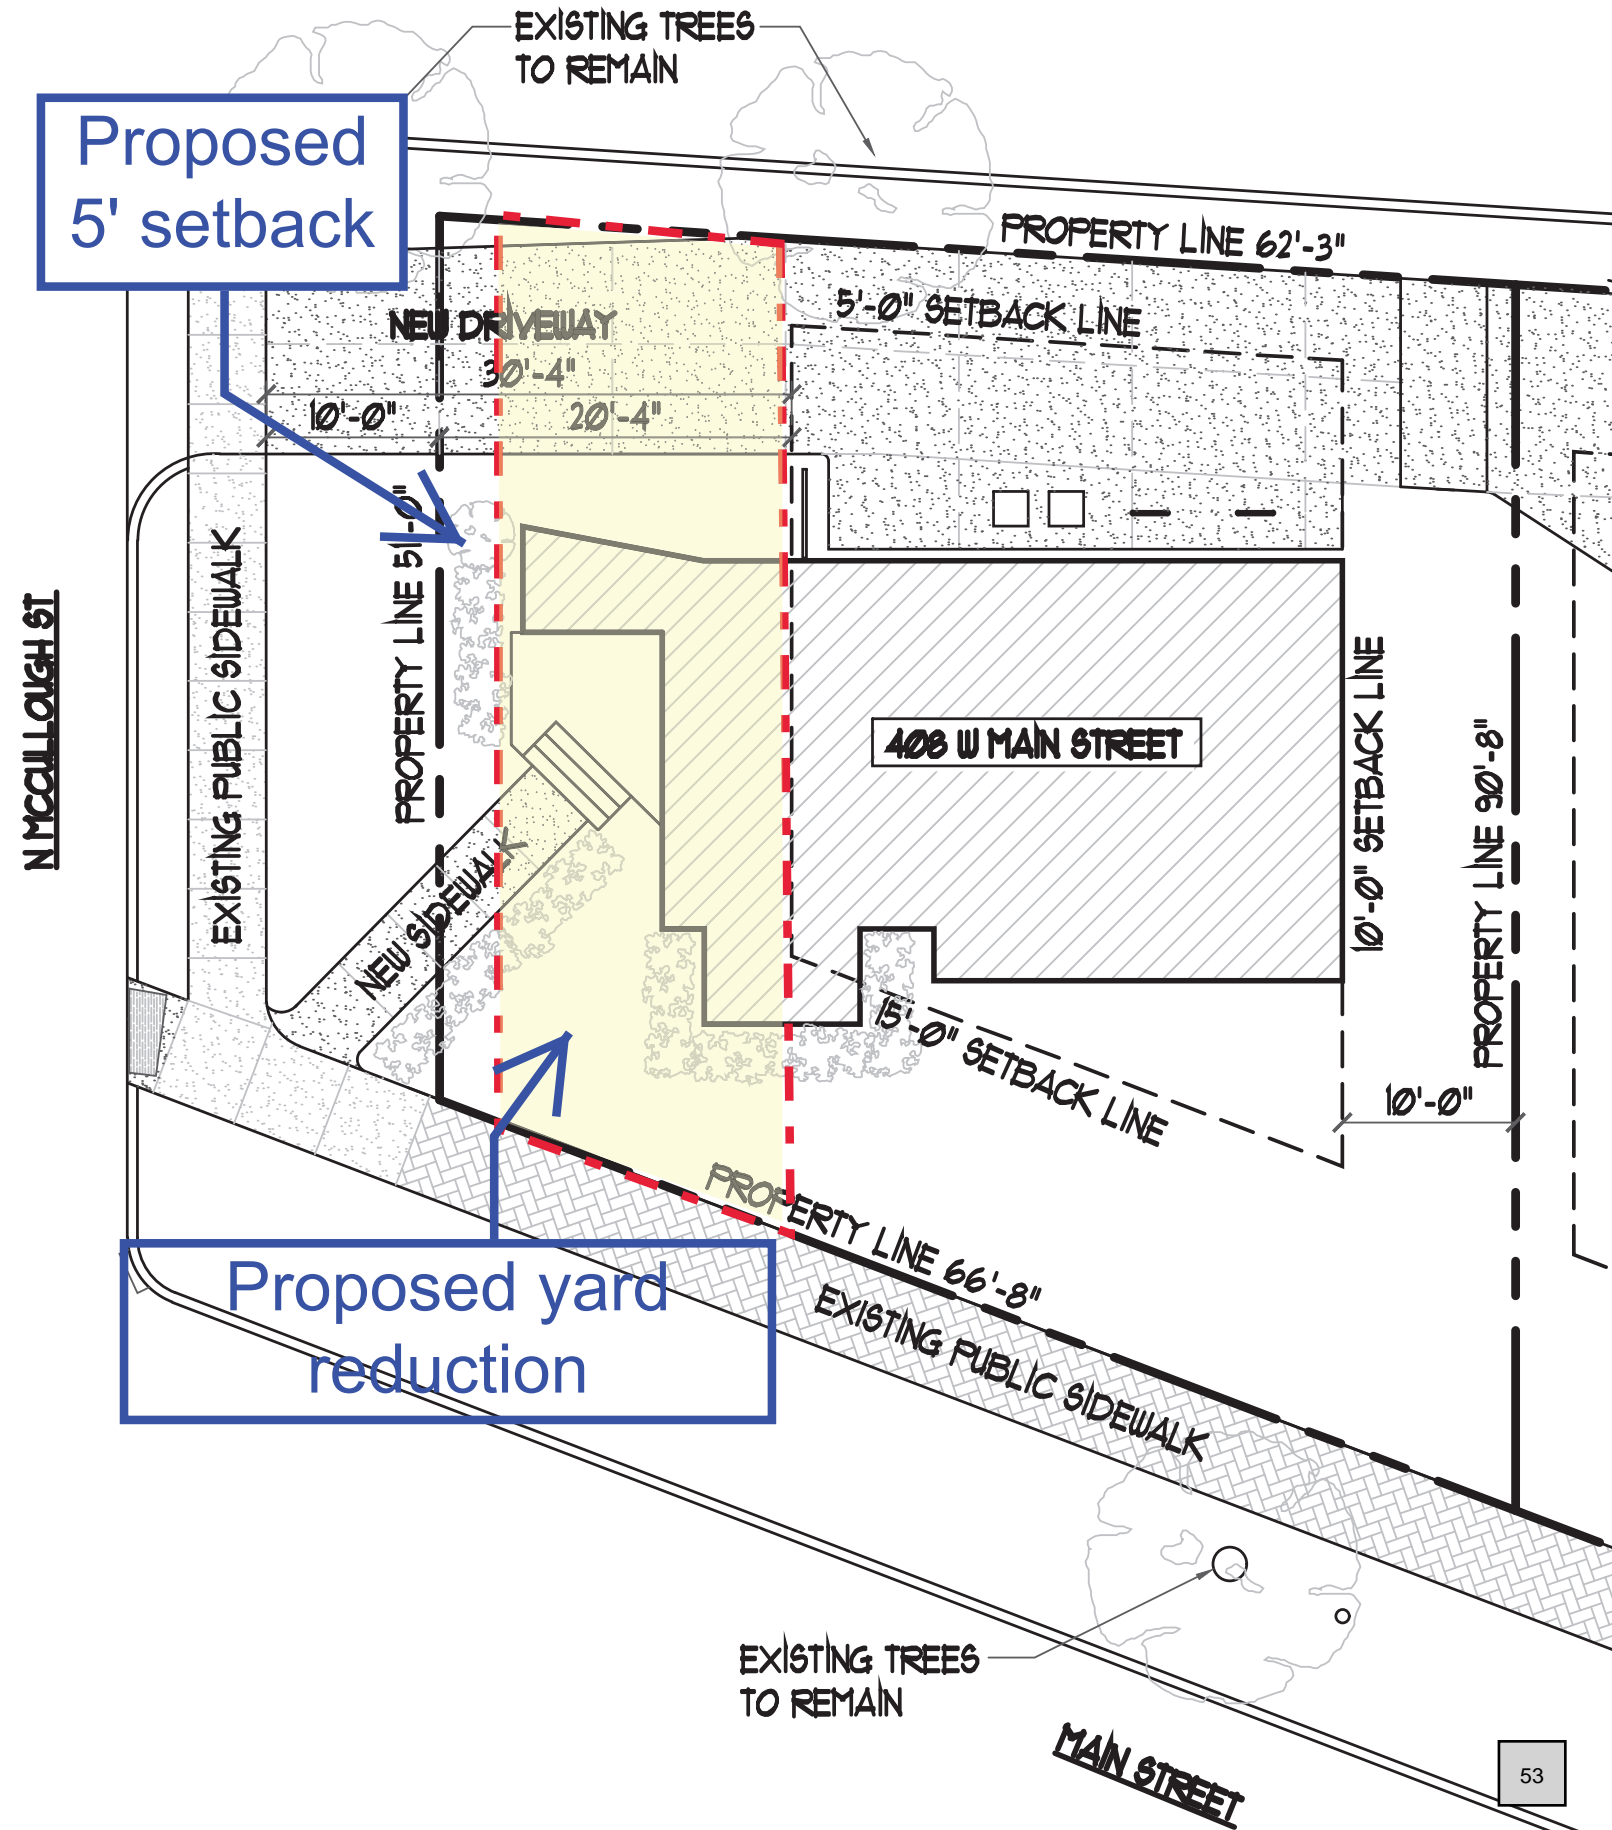 EXISTING TREES
TO REMAIN
Proposed
5' setback
PROPERTY LINE 62'-3"
5'-0" SETBACK LINE
NEW DRIVEWAY
30'-4"
10'-0"
20'-4"
PROPERTY LINE 51'-0"
EXISTING PUBLIC SIDEWALK
N MCCULLOUGH ST
408 W MAIN STREET
10'-0" SETBACK LINE
PROPERTY LINE 90'-8"
NEW SIDEWALK
15'-0" SETBACK LINE
10'-0"
PROPERTY LINE 66'-8"
EXISTING PUBLIC SIDEWALK
Proposed yard
reduction
EXISTING TREES
TO REMAIN
MAIN STREET
53